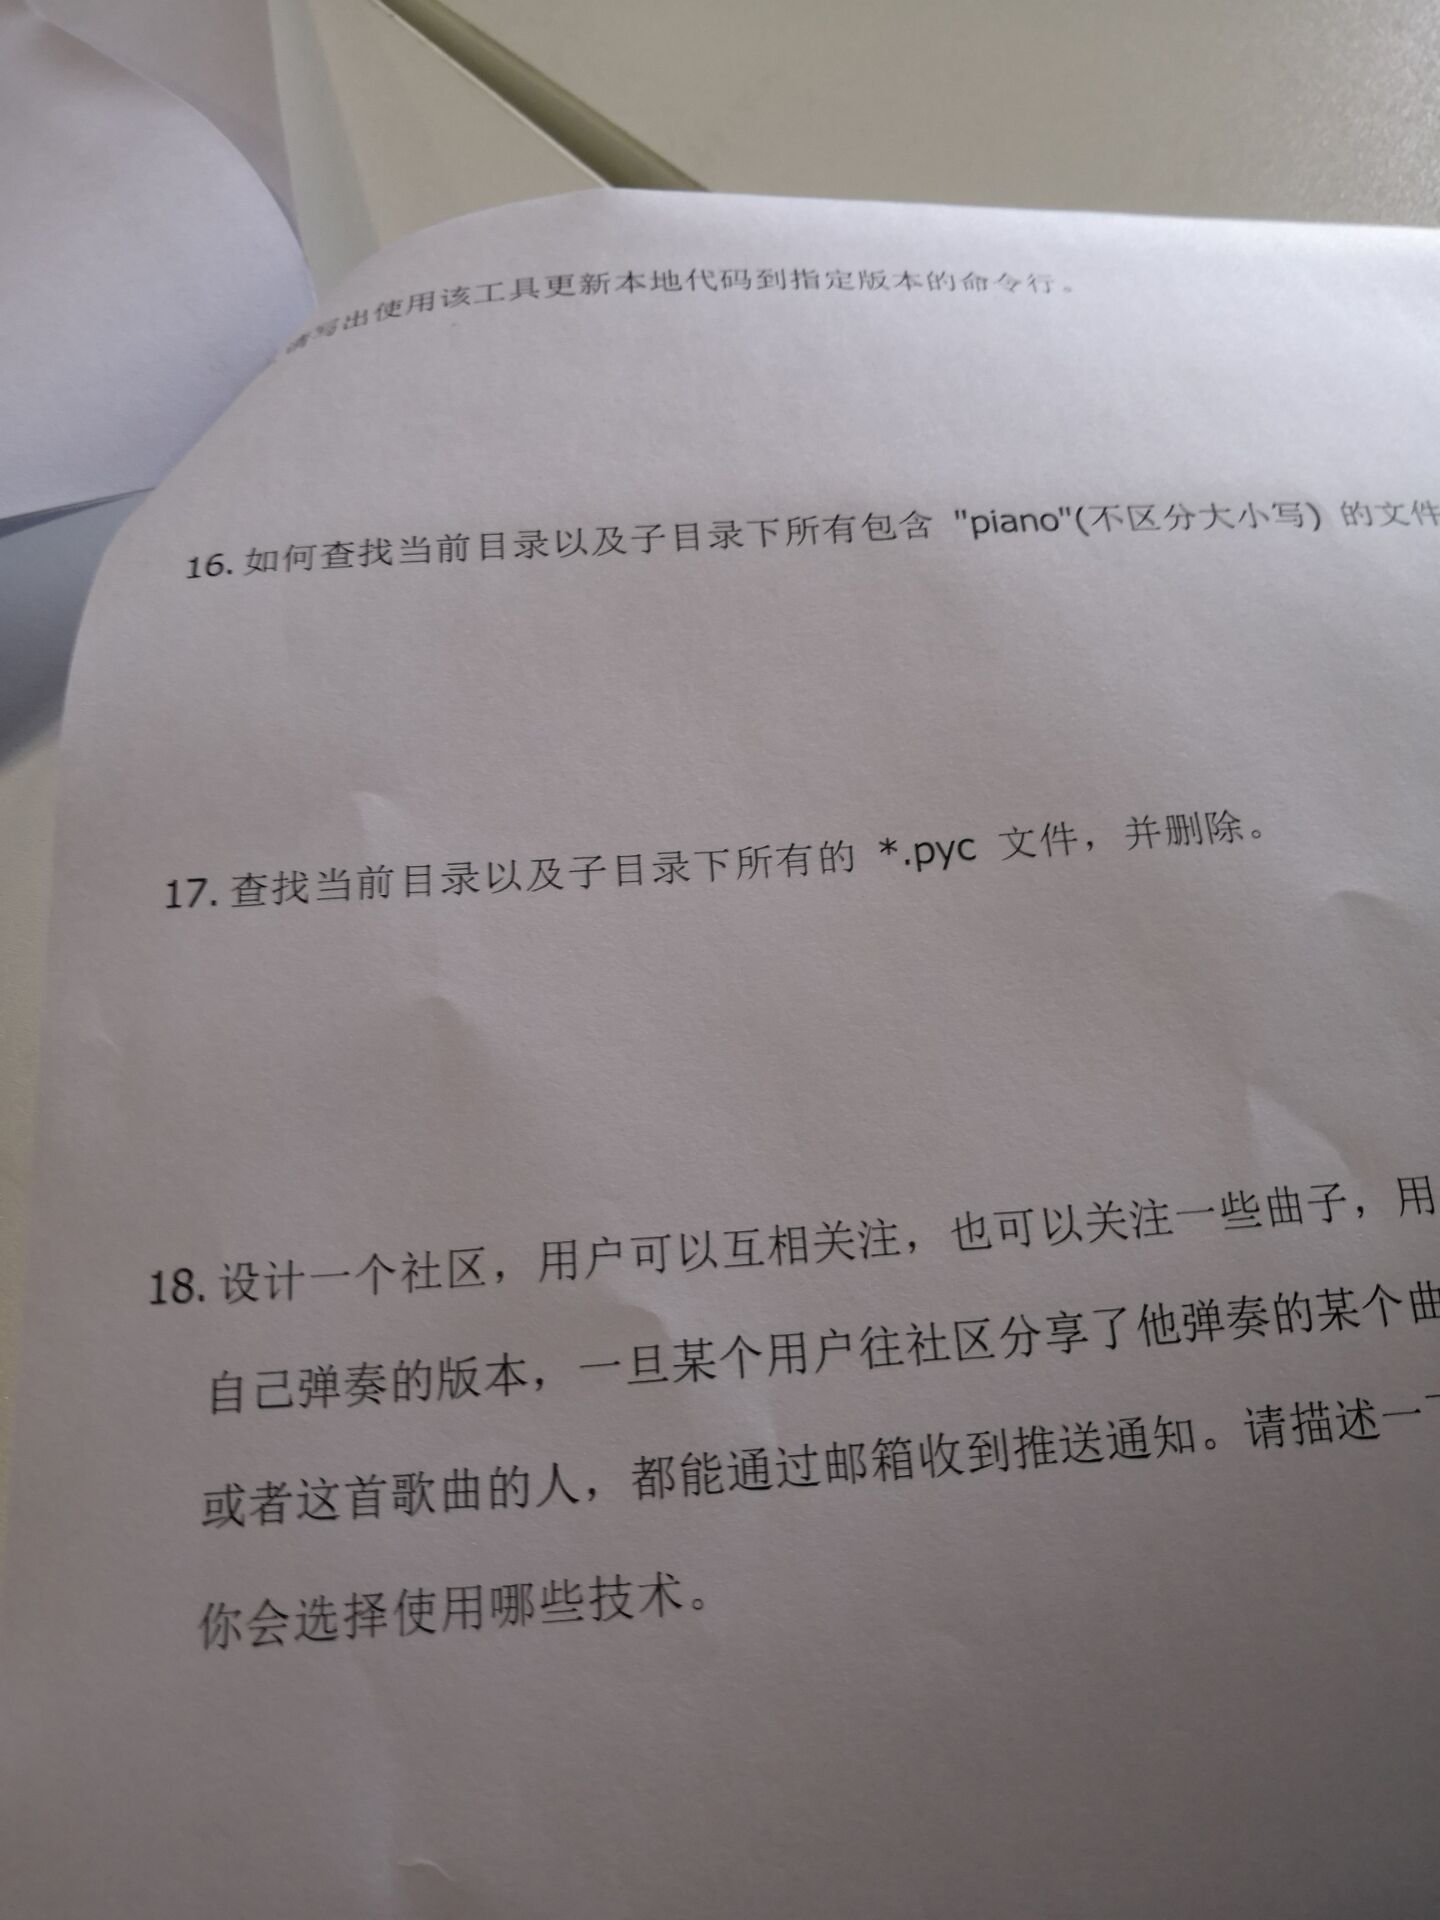 请写出使用该工具更新本地代码到指定版本的命令行。
16. 如何查找当前目录以及子目录下所有包含 "piano"(不区分大小写) 的文件
17. 查找当前目录以及子目录下所有的 *.pyc 文件，并删除。
18. 设计一个社区，用户可以互相关注，也可以关注一些曲子，用
自己弹奏的版本，一旦某个用户往社区分享了他弹奏的某个曲
或者这首歌曲的人，都能通过邮箱收到推送通知。请描述一下
你会选择使用哪些技术。